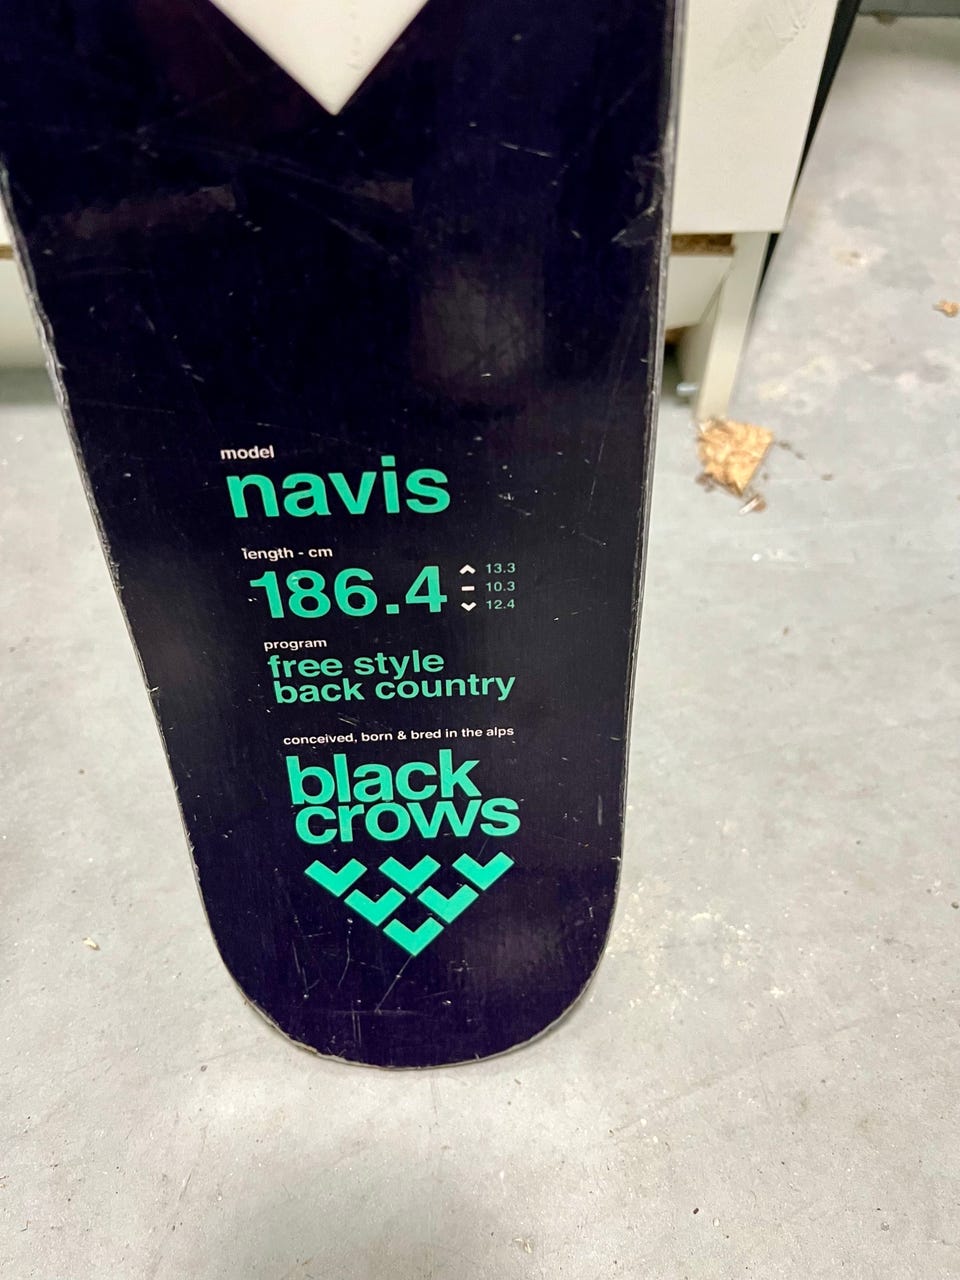 model
navis
length - cm
186.4
13.3
10.3
12.4
program
free style
back country
conceived, born & bred in the alps
black
crows